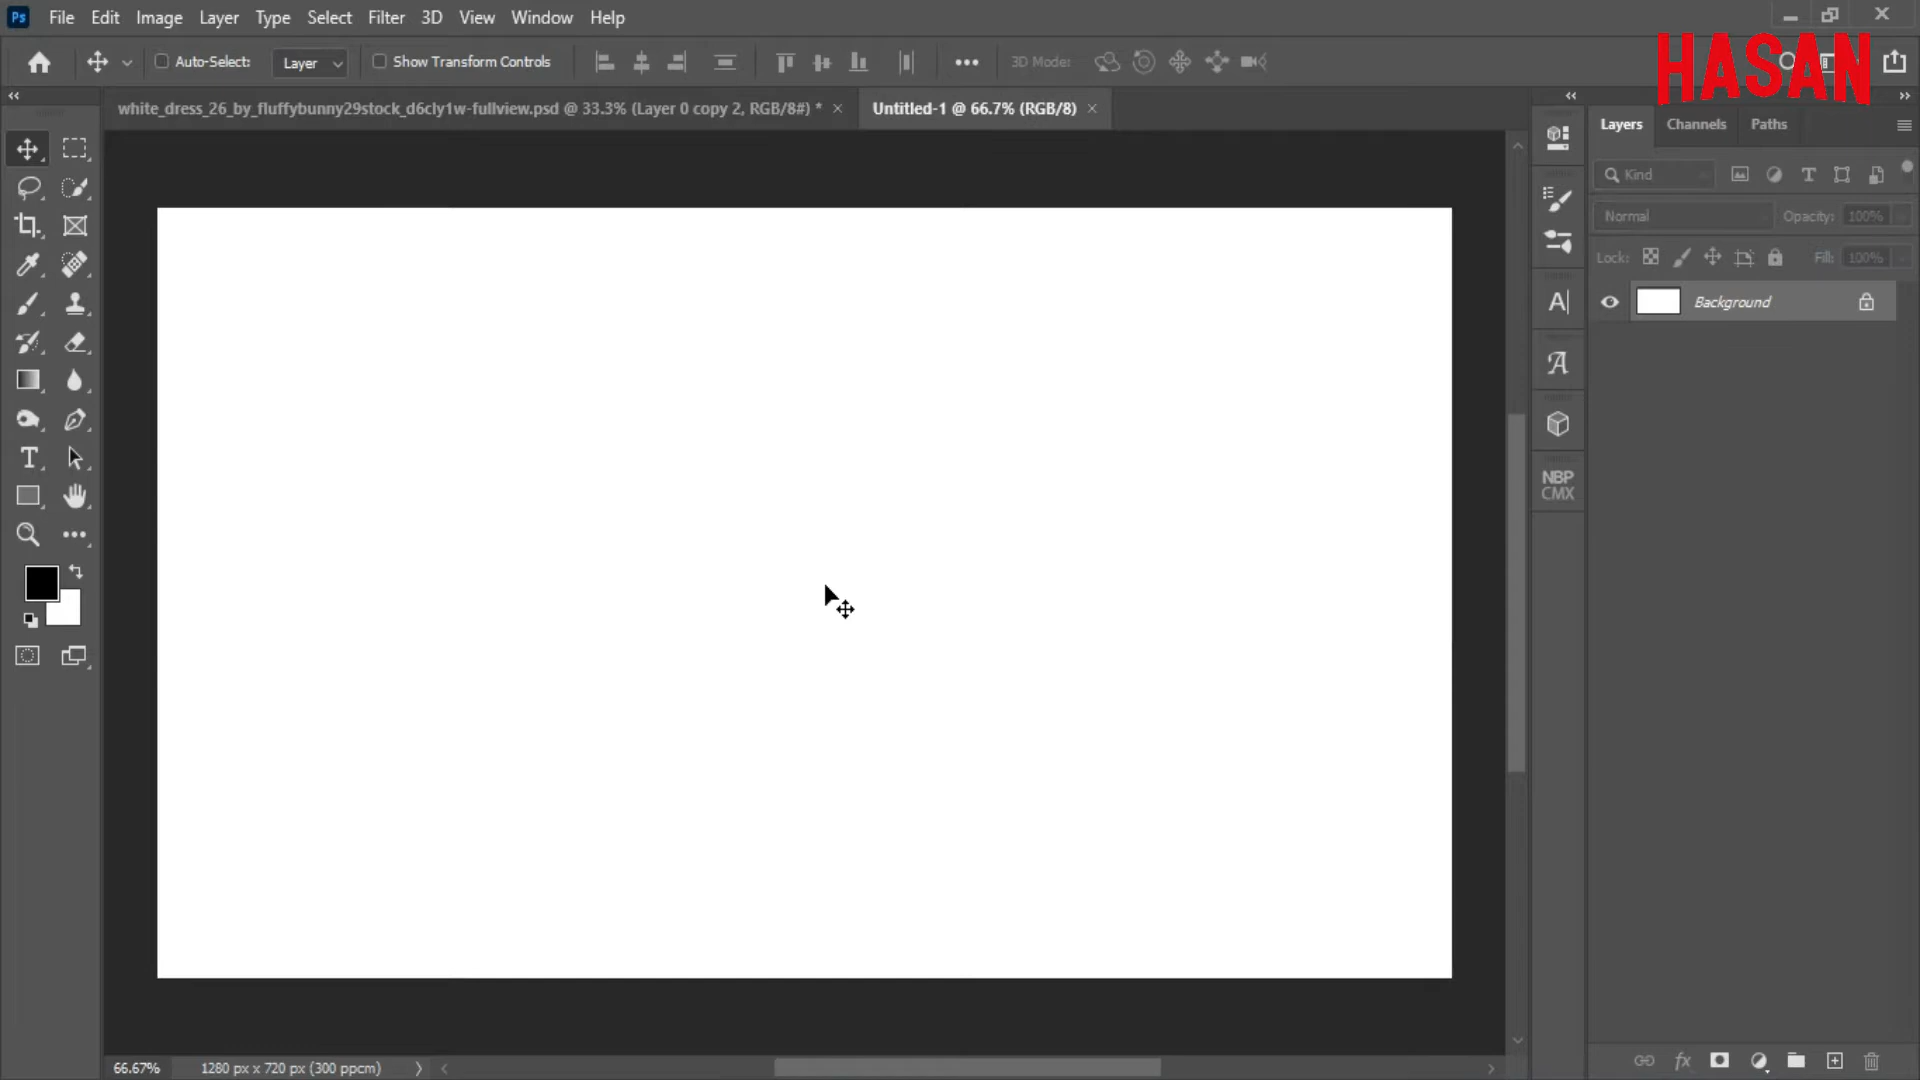 Ps File Edit Image Layer Type Select Filter 3D View Window Help
Auto-Select: Layer Show Transform Controls 3D Mode:
HASAN
white_dress_26_by_fluffybunny29stock_d6cly1w-fullview.psd @ 33.3% (Layer 0 copy 2, RGB/8#) *
Untitled-1 @ 66.7% (RGB/8)
Layers Channels Paths
Kind
Normal Opacity: 100%
Lock: Fill: 100%
Background
NBP
CMX
66.67% 1280 px x 720 px (300 ppcm)